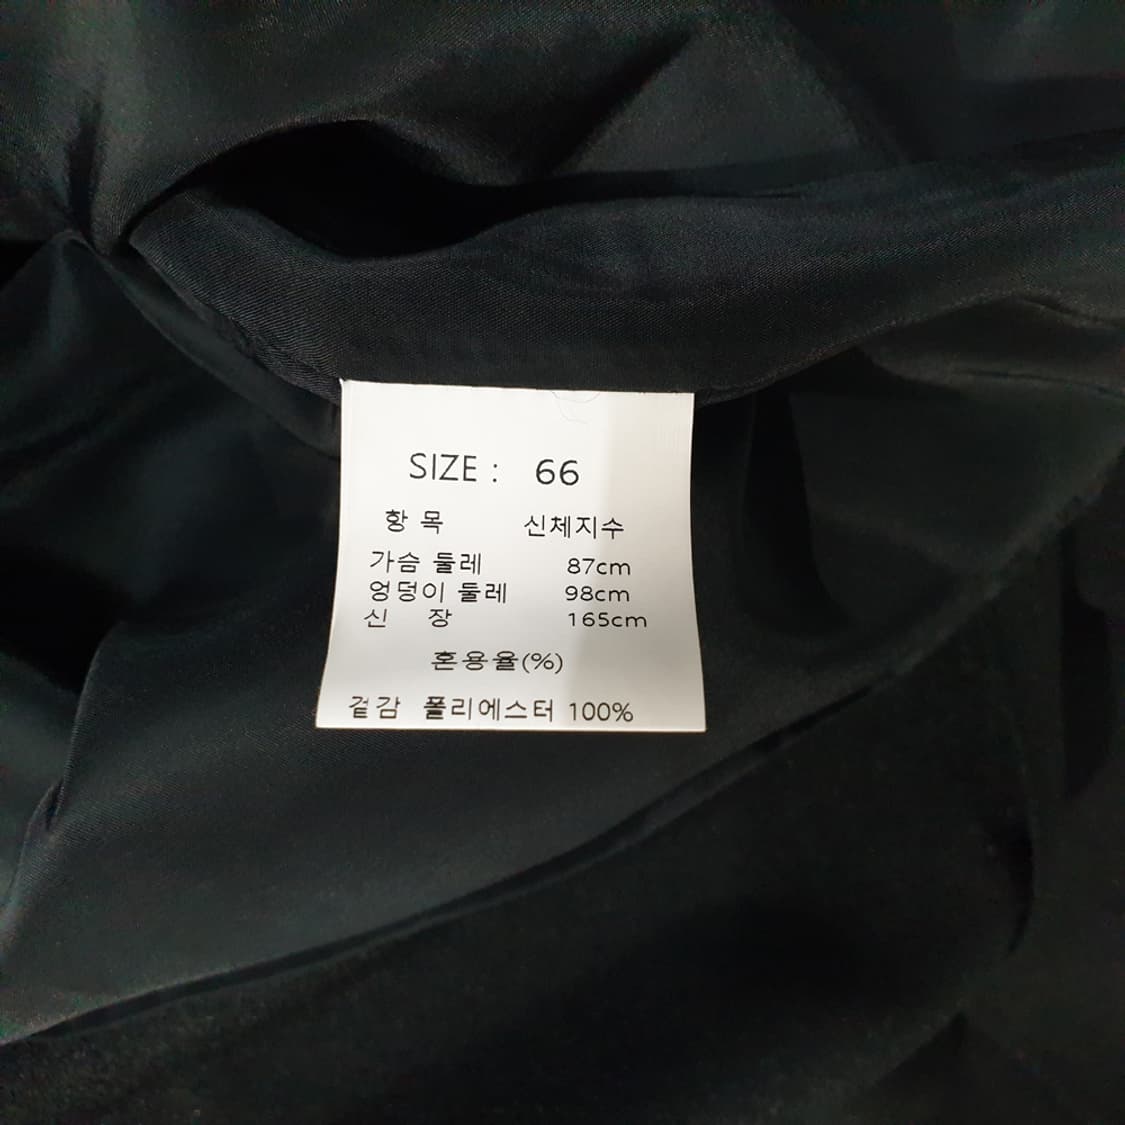 SIZE : 66
항 목 신체지수
가슴 둘레 87cm
엉덩이 둘레 98cm
신 장 165cm
혼용율(%)
겉감 폴리에스터 100%